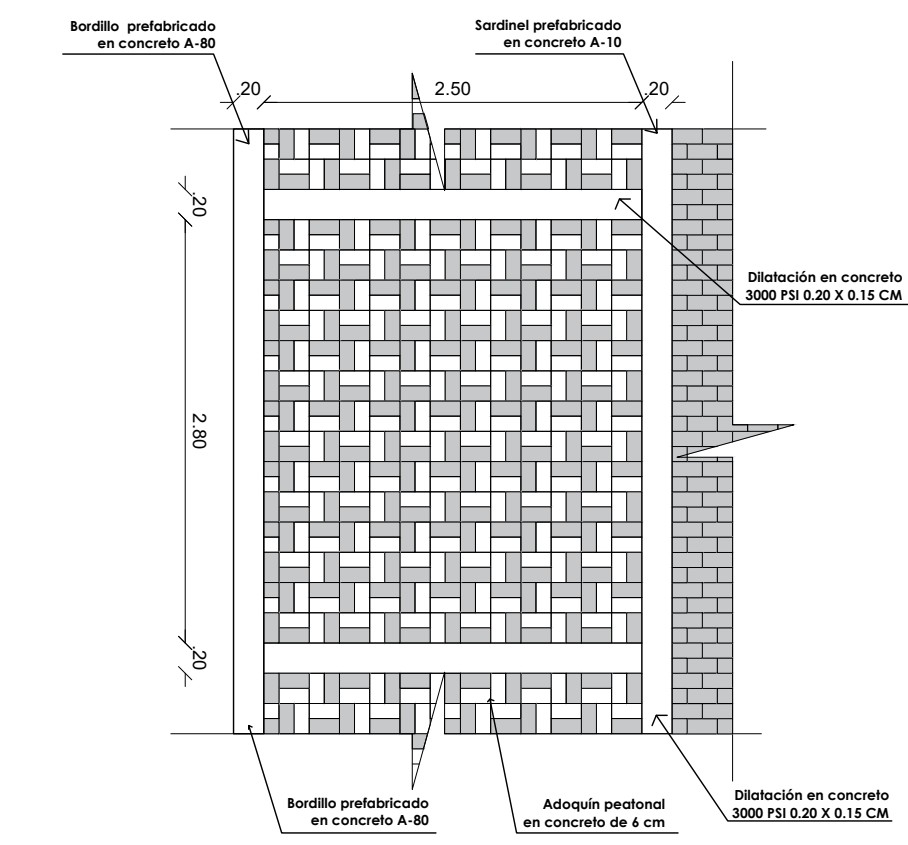 Bordillo prefabricado
en concreto A-80
Sardinel prefabricado
en concreto A-10
.20
2.50
.20
.20
Dilatación en concreto
3000 PSI 0.20 X 0.15 CM
2.80
.20
Bordillo prefabricado
en concreto A-80
Adoquín peatonal
en concreto de 6 cm
Dilatación en concreto
3000 PSI 0.20 X 0.15 CM